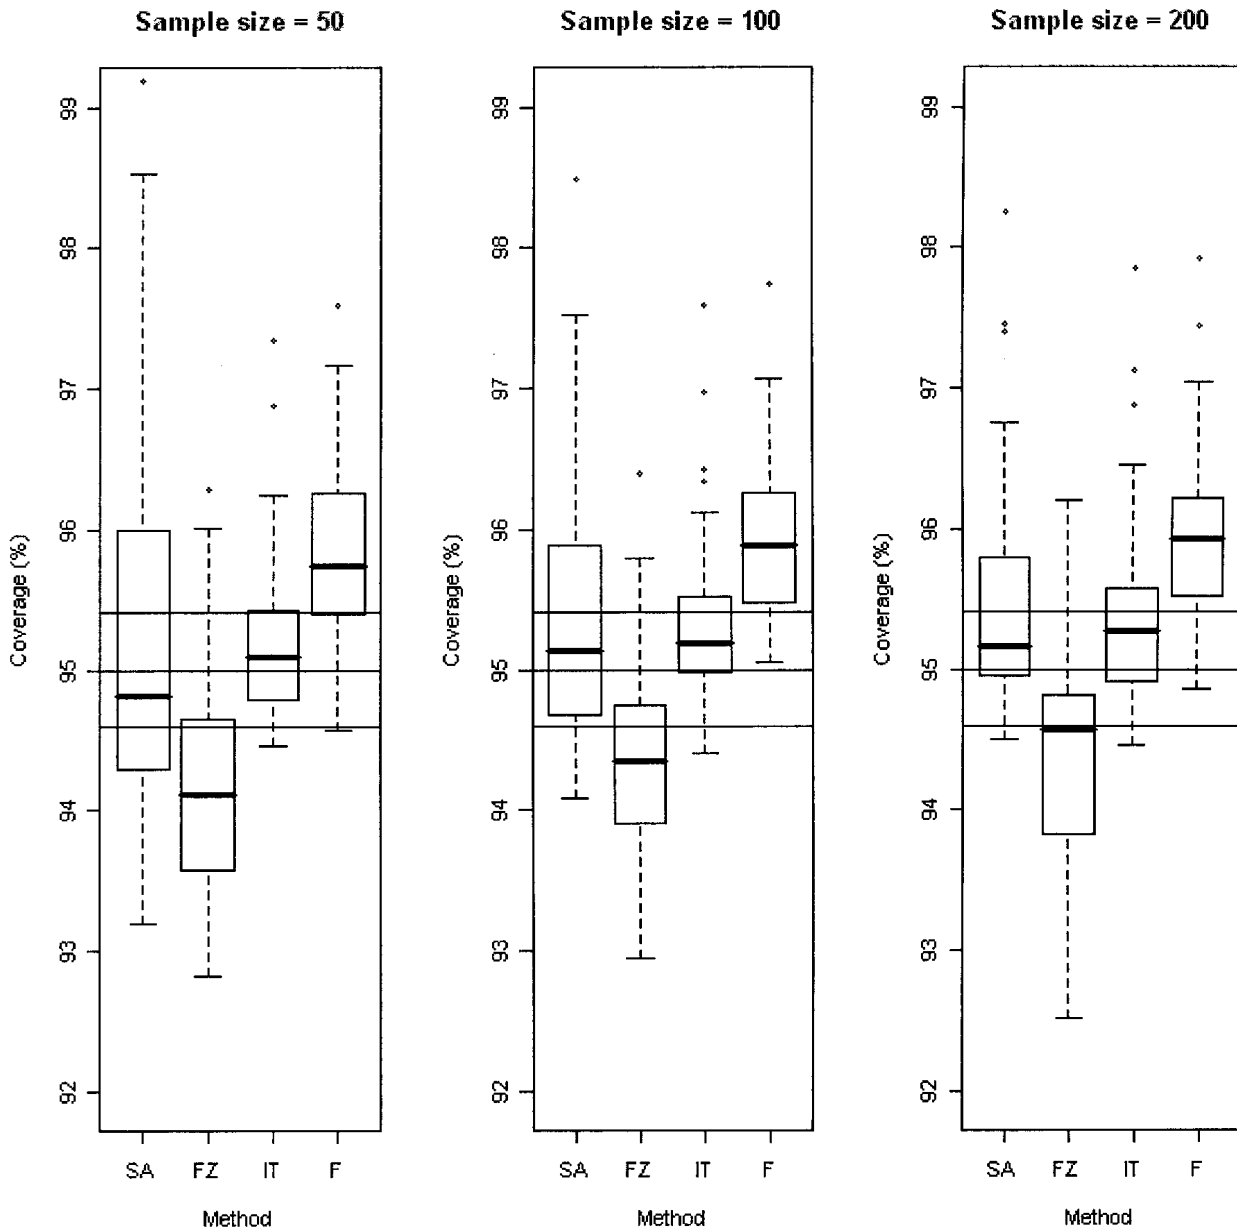 Sample size = 50
Coverage (%)
99
98
97
96
95
94
93
92
SA FZ IT F
Method
Sample size = 100
Coverage (%)
99
98
97
96
95
94
93
92
SA FZ IT F
Method
Sample size = 200
Coverage (%)
99
98
97
96
95
94
93
92
SA FZ IT F
Method